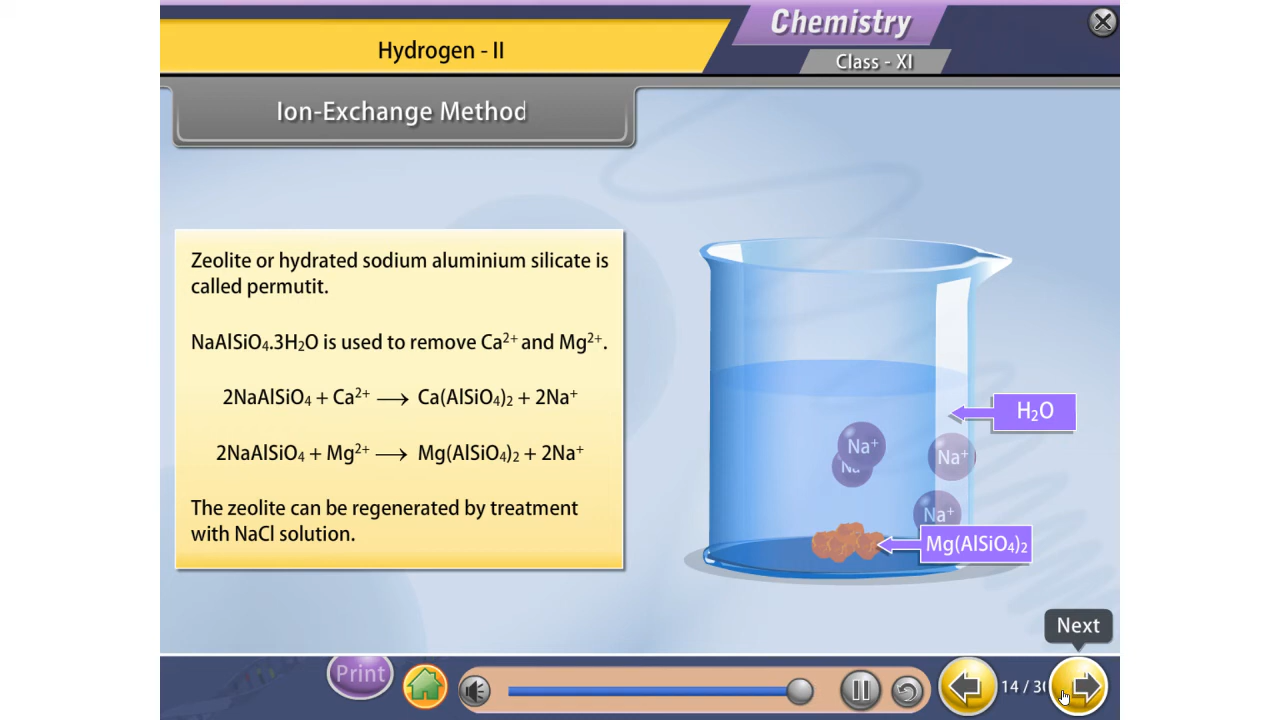 Chemistry
Hydrogen - II
Class - XI
Ion-Exchange Method
Zeolite or hydrated sodium aluminium silicate is
called permutit.
NaAlSiO₄.3H₂O is used to remove Ca²⁺ and Mg²⁺.
2NaAlSiO₄ + Ca²⁺ ⟶ Ca(AlSiO₄)₂ + 2Na⁺
2NaAlSiO₄ + Mg²⁺ ⟶ Mg(AlSiO₄)₂ + 2Na⁺
The zeolite can be regenerated by treatment
with NaCl solution.
H₂O
Na⁺
Na⁺
Na
Na⁺
Mg(AlSiO₄)₂
Next
Print
14 / 30